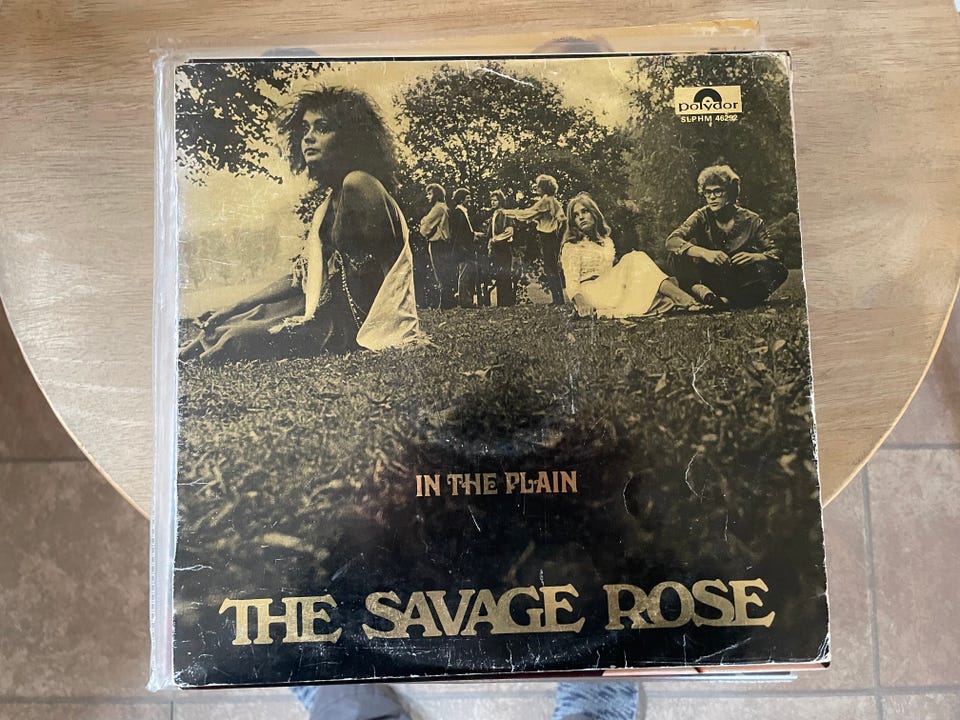 polydor
SLPHM 46292
IN THE PLAIN
THE SAVAGE ROSE